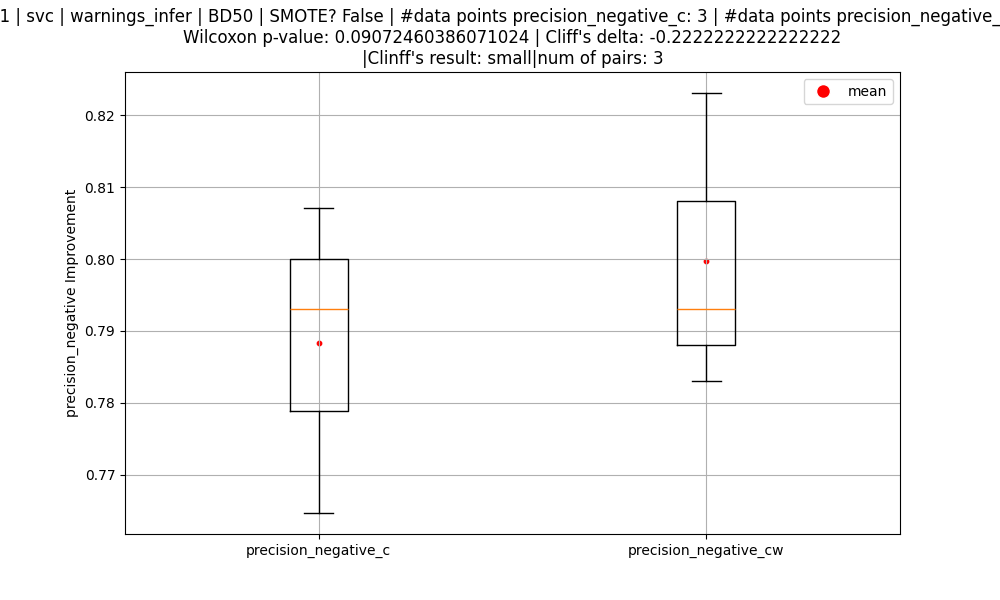 1 | svc | warnings_infer | BD50 | SMOTE? False | #data points precision_negative_c: 3 | #data points precision_negative_
Wilcoxon p-value: 0.09072460386071024 | Cliff's delta: -0.2222222222222222
|Clinff's result: small|num of pairs: 3
mean
0.82
0.81
0.80
0.79
0.78
0.77
precision_negative Improvement
precision_negative_c
precision_negative_cw